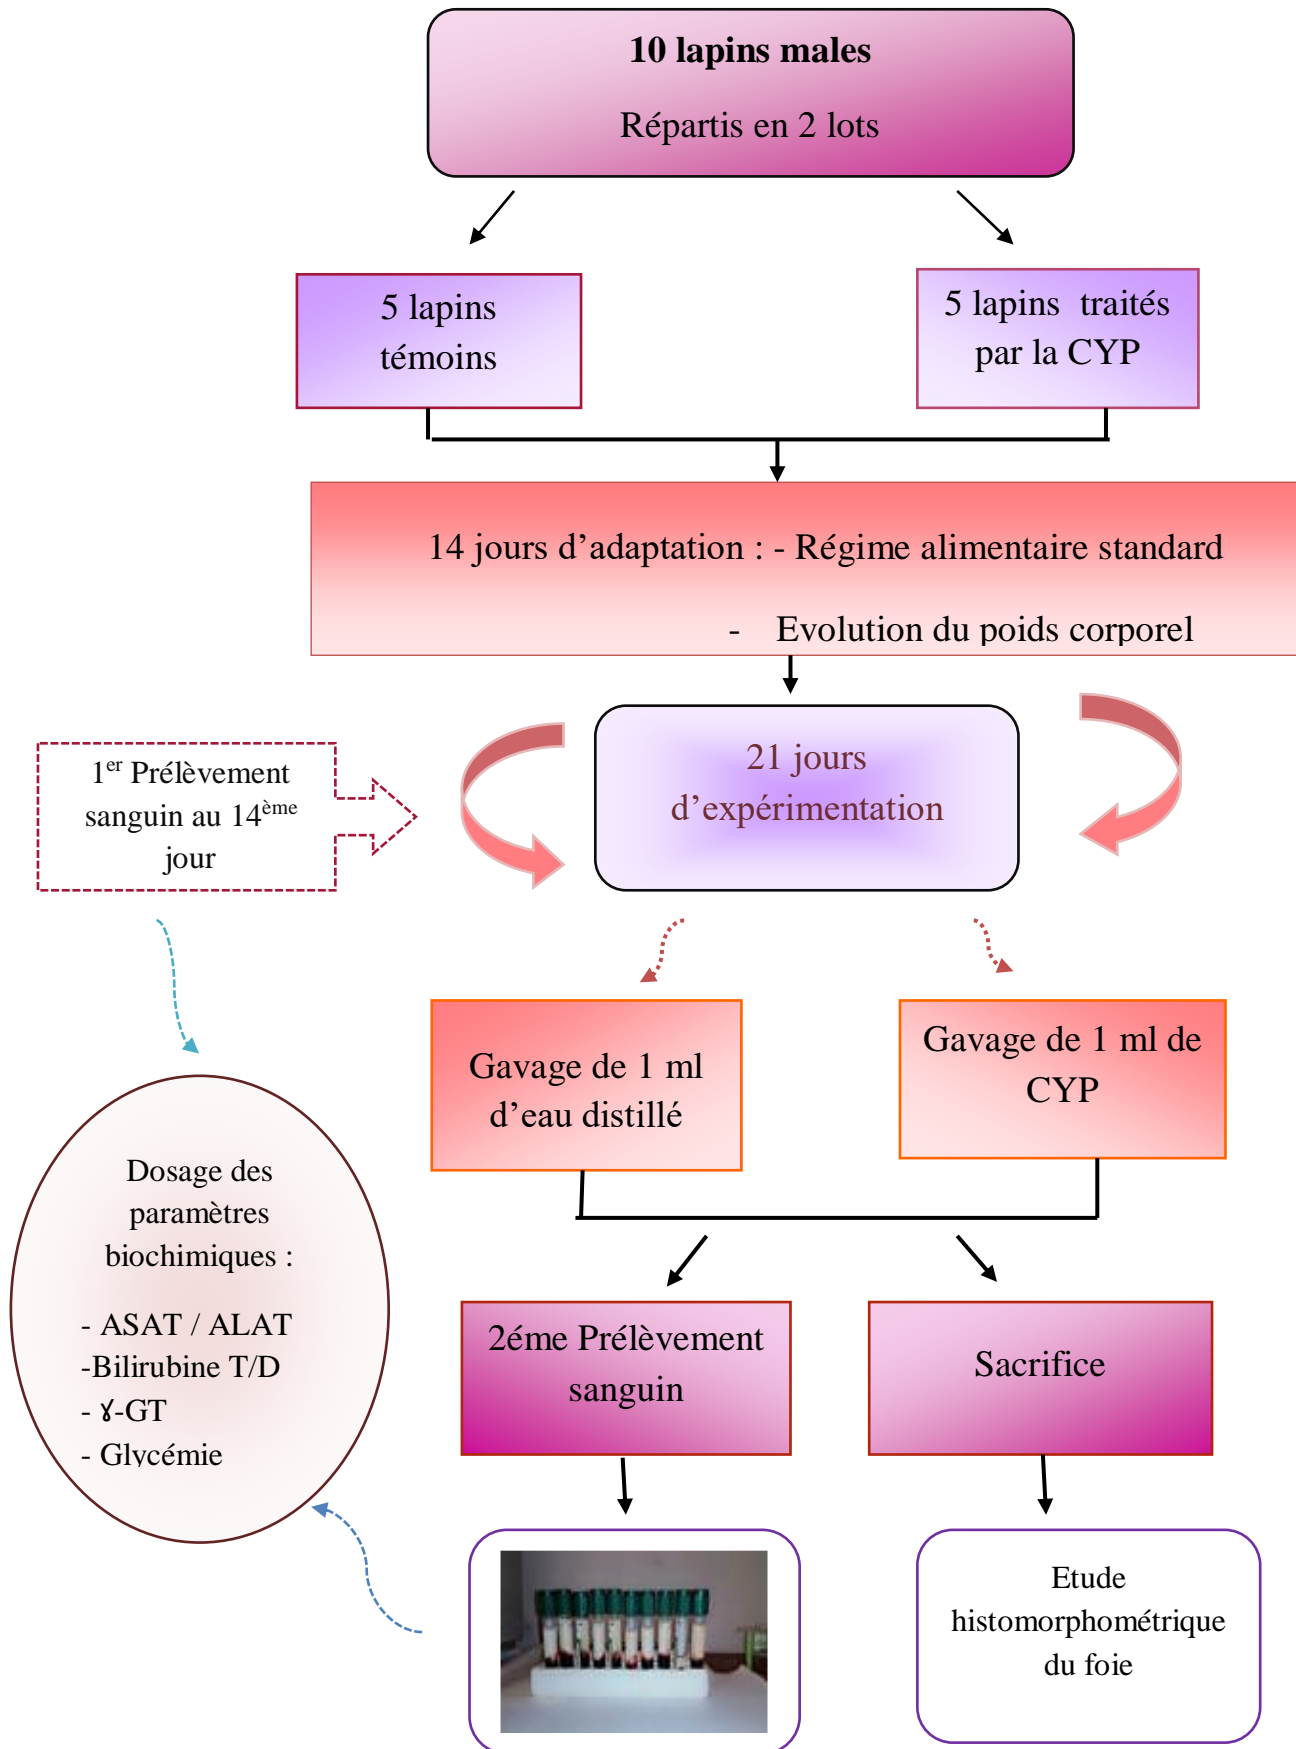 10 lapins males
Répartis en 2 lots
5 lapins
témoins
5 lapins traités
par la CYP
14 jours d’adaptation : - Régime alimentaire standard
- Evolution du poids corporel
21 jours
d’expérimentation
1er Prélèvement
sanguin au 14ème
jour
Gavage de 1 ml
d’eau distillé
Gavage de 1 ml de
CYP
Dosage des
paramètres
biochimiques :
- ASAT / ALAT
-Bilirubine T/D
- Ɣ-GT
- Glycémie
2éme Prélèvement
sanguin
Sacrifice
Etude
histomorphométrique
du foie